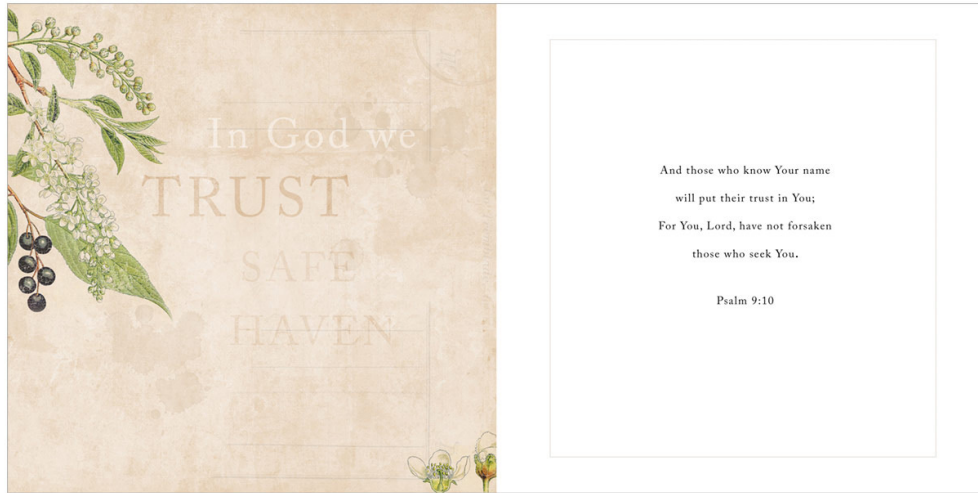 In God we
TRUST
SAFE
HAVEN
And those who know Your name
will put their trust in You;
For You, Lord, have not forsaken
those who seek You.
Psalm 9:10